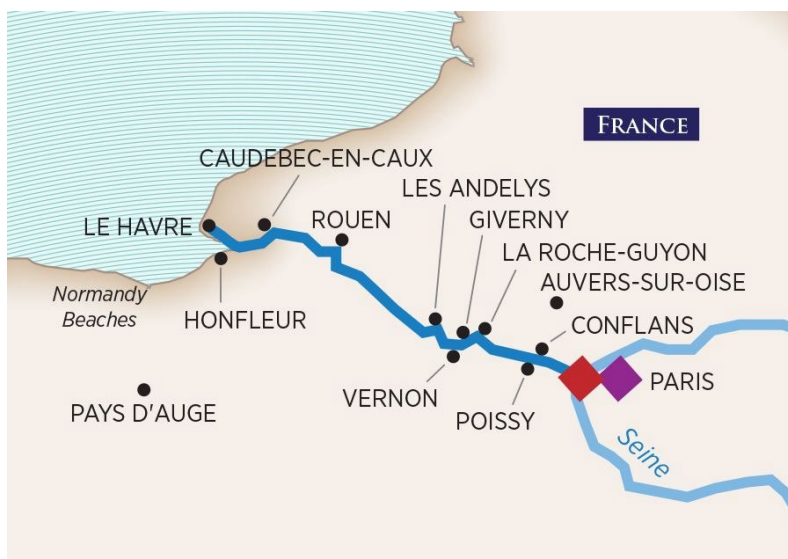 FRANCE
CAUDEBEC-EN-CAUX
LES ANDELYS
LE HAVRE
ROUEN
GIVERNY
LA ROCHE-GUYON
AUVERS-SUR-OISE
Normandy
Beaches
HONFLEUR
CONFLANS
VERNON
PARIS
PAYS D'AUGE
POISSY
Seine